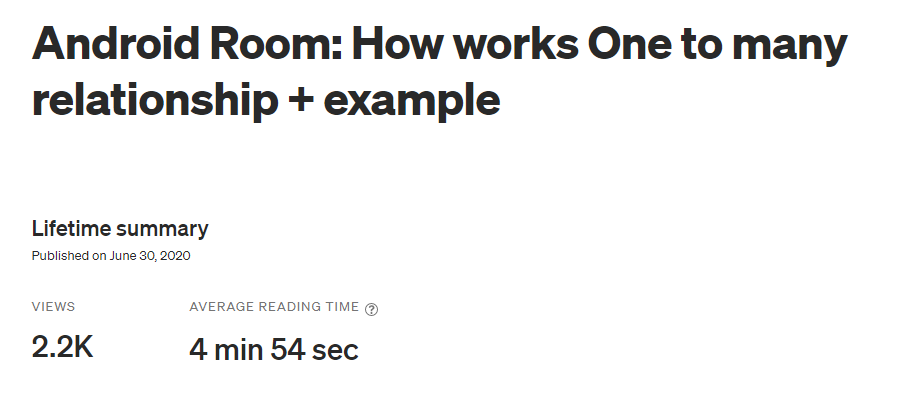 Android Room: How works One to many
relationship + example
Lifetime summary
Published on June 30, 2020
VIEWS
AVERAGE READING TIME ?
2.2K
4 min 54 sec